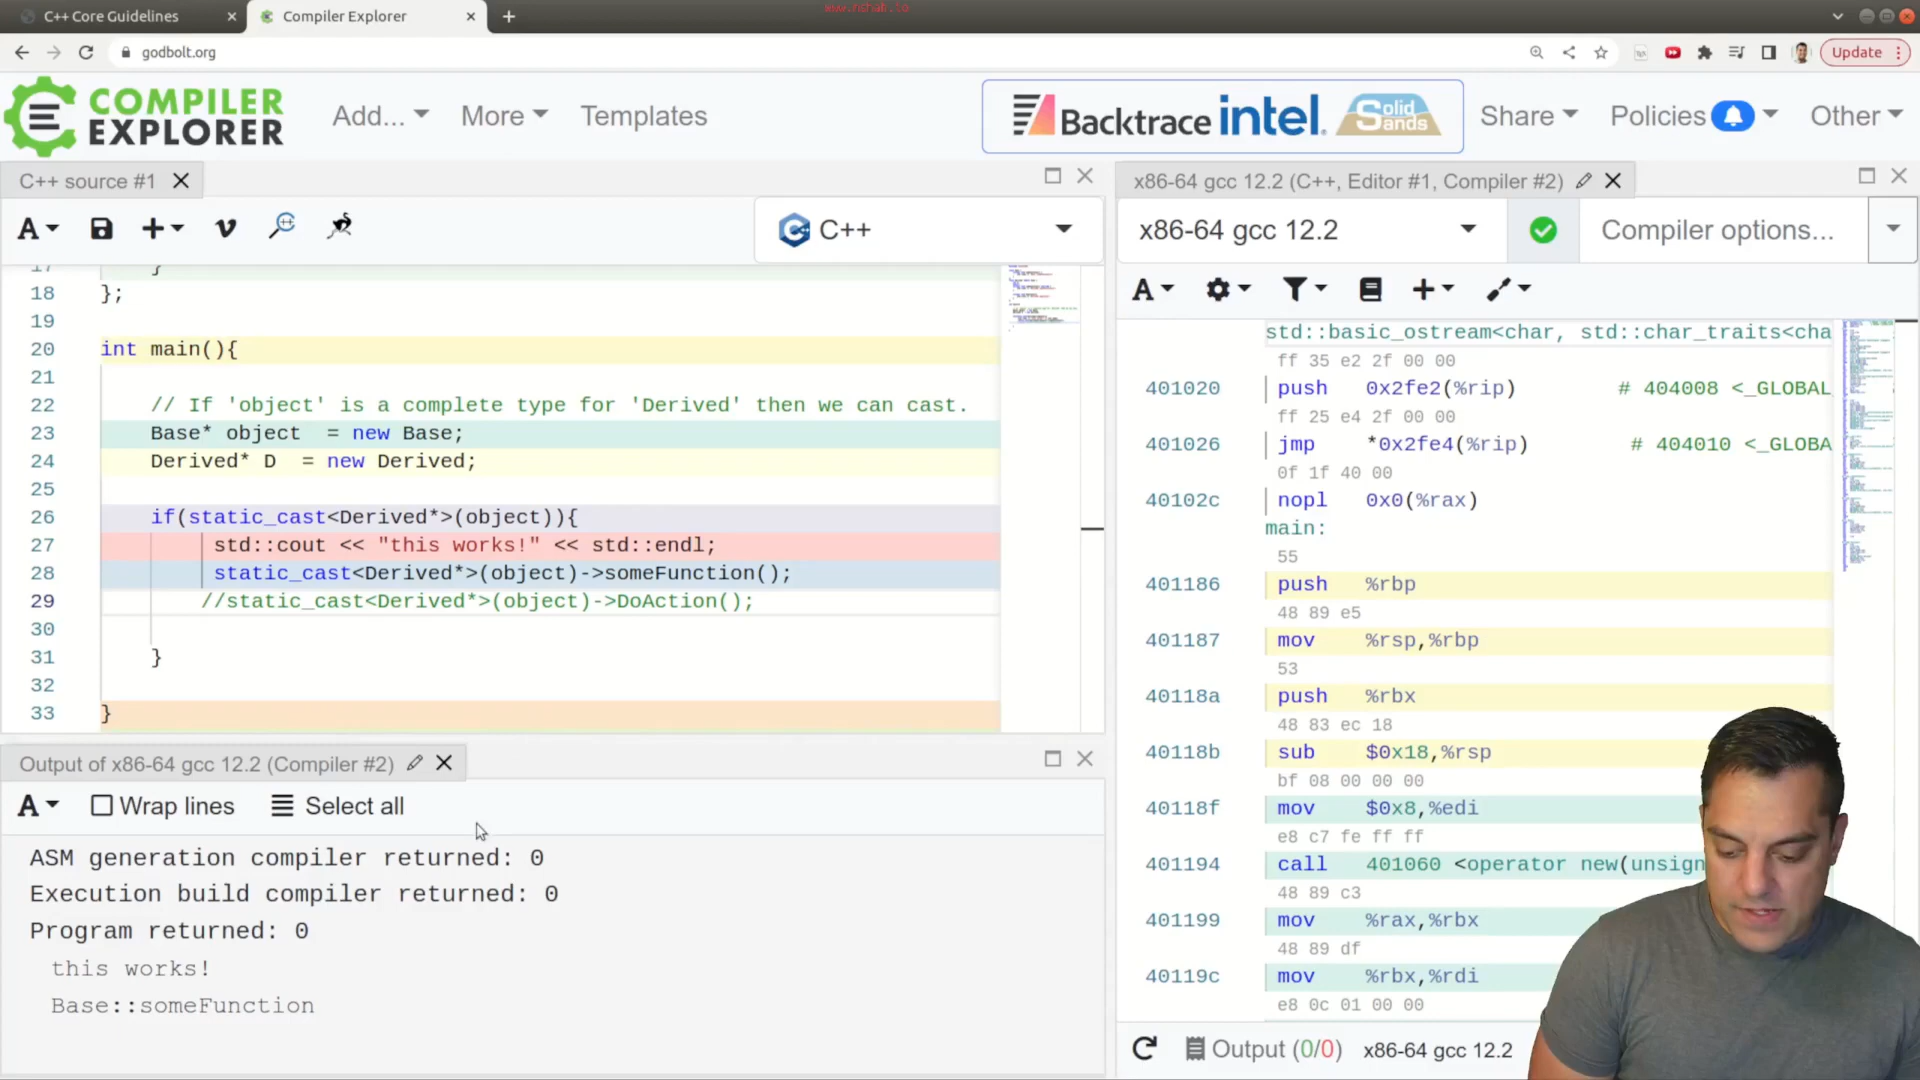 www.rshab.to
C++ Core Guidelines
Compiler Explorer
godbolt.org
Update
COMPILER
EXPLORER
Add...
More
Templates
Backtrace
intel.
Solid
Sands
Share
Policies
Other
C++ source #1
x86-64 gcc 12.2 (C++, Editor #1, Compiler #2)
A
C++
x86-64 gcc 12.2
Compiler options...
A
17 }
18 };
19
20 int main(){
21
22 // If 'object' is a complete type for 'Derived' then we can cast.
23 Base* object  = new Base;
24 Derived* D  = new Derived;
25
26 if(static_cast<Derived*>(object)){
27 std::cout << "this works!" << std::endl;
28 static_cast<Derived*>(object)->someFunction();
29 //static_cast<Derived*>(object)->DoAction();
30
31 }
32
33 }
std::basic_ostream<char, std::char_traits<cha
ff 35 e2 2f 00 00
401020 push 0x2fe2(%rip) # 404008 <_GLOBAL_
ff 25 e4 2f 00 00
401026 jmp *0x2fe4(%rip) # 404010 <_GLOBA
0f 1f 40 00
40102c nopl 0x0(%rax)
main:
55
401186 push %rbp
48 89 e5
401187 mov %rsp,%rbp
53
40118a push %rbx
48 83 ec 18
40118b sub $0x18,%rsp
bf 08 00 00 00
40118f mov $0x8,%edi
e8 c7 fe ff ff
401194 call 401060 <operator new(unsign
48 89 c3
401199 mov %rax,%rbx
48 89 df
40119c mov %rbx,%rdi
e8 0c 01 00 00
Output (0/0) x86-64 gcc 12.2
Output of x86-64 gcc 12.2 (Compiler #2)
A
Wrap lines
Select all
ASM generation compiler returned: 0
Execution build compiler returned: 0
Program returned: 0
this works!
Base::someFunction